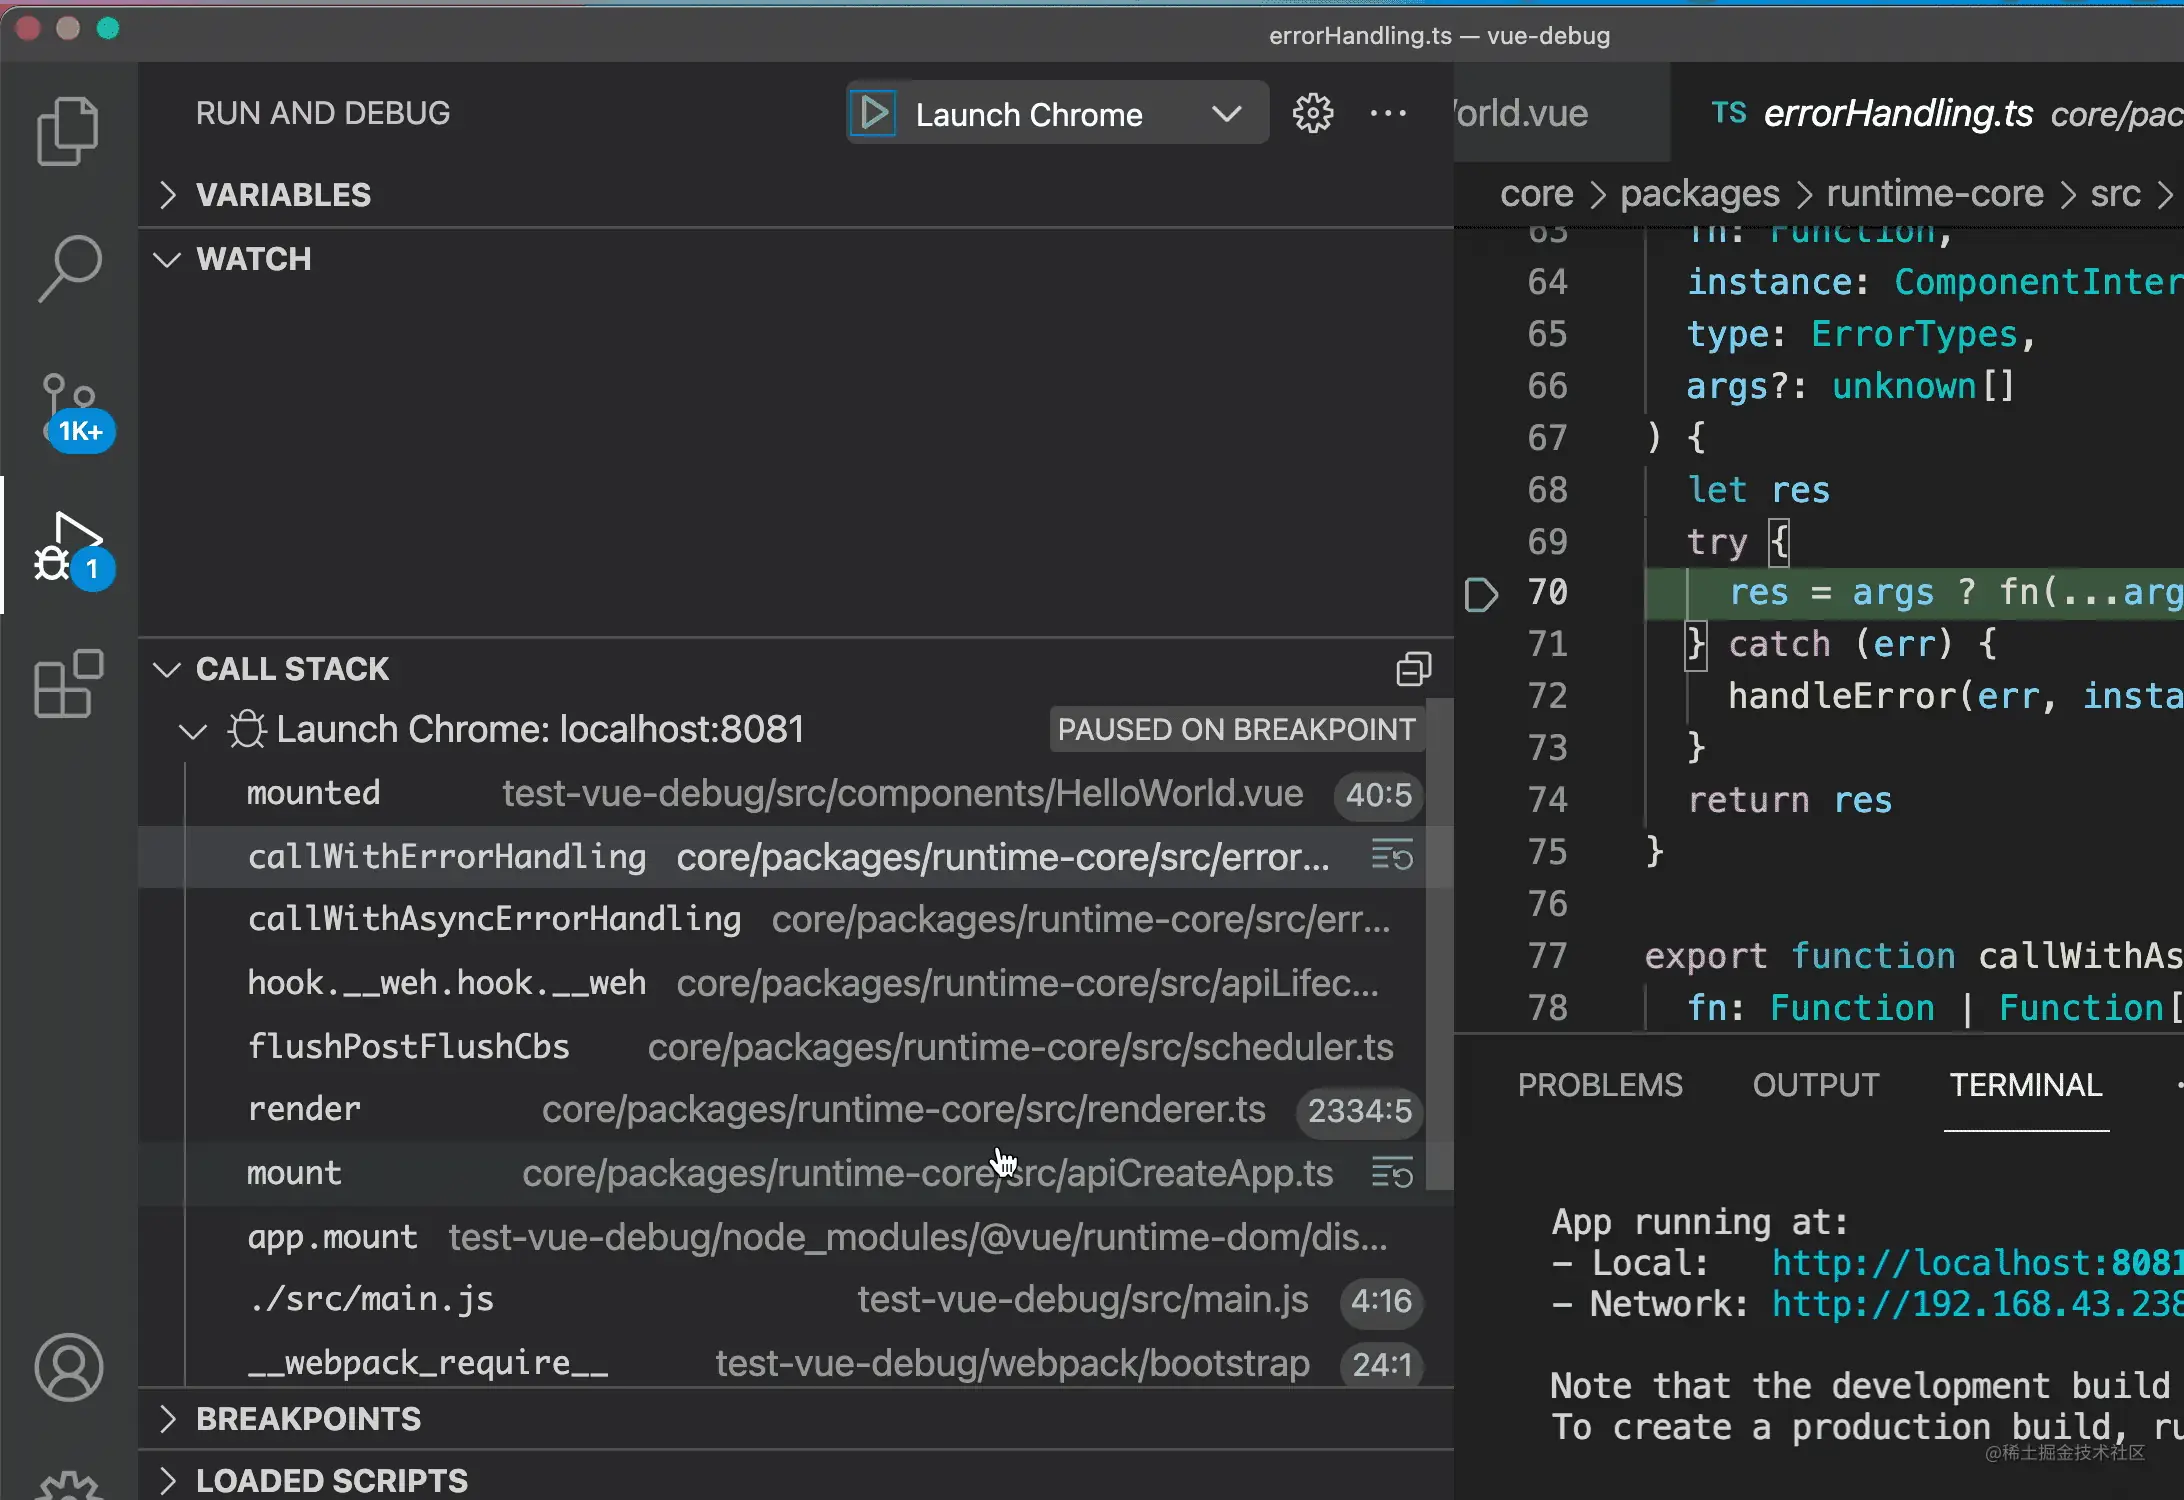 errorHandling.ts — vue-debug
RUN AND DEBUG
Launch Chrome
VARIABLES
WATCH
1K+
1
CALL STACK
Launch Chrome: localhost:8081 PAUSED ON BREAKPOINT
mounted test-vue-debug/src/components/HelloWorld.vue 40:5
callWithErrorHandling core/packages/runtime-core/src/error...
callWithAsyncErrorHandling core/packages/runtime-core/src/err...
hook.__weh.hook.__weh core/packages/runtime-core/src/apiLifec...
flushPostFlushCbs core/packages/runtime-core/src/scheduler.ts
render core/packages/runtime-core/src/renderer.ts 2334:5
mount core/packages/runtime-core/src/apiCreateApp.ts
app.mount test-vue-debug/node_modules/@vue/runtime-dom/dis...
./src/main.js test-vue-debug/src/main.js 4:16
__webpack_require__ test-vue-debug/webpack/bootstrap 24:1
BREAKPOINTS
LOADED SCRIPTS
orld.vue TS errorHandling.ts core/pac
core > packages > runtime-core > src >
63 fn: Function,
64 instance: ComponentInter
65 type: ErrorTypes,
66 args?: unknown[]
67 ) {
68 let res
69 try {
70 res = args ? fn(...arg
71 } catch (err) {
72 handleError(err, insta
73 }
74 return res
75 }
76
77 export function callWithAs
78 fn: Function | Function[
PROBLEMS OUTPUT TERMINAL
App running at:
- Local: http://localhost:8081
- Network: http://192.168.43.238
Note that the development build
To create a production build, ru
@稀土掘金技术社区